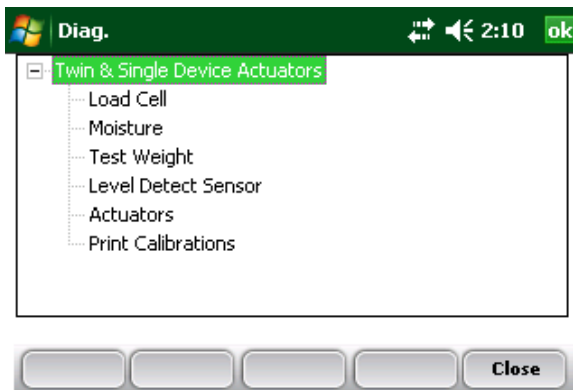 Diag. 2:10 ok
Twin & Single Device Actuators
Load Cell
Moisture
Test Weight
Level Detect Sensor
Actuators
Print Calibrations
Close